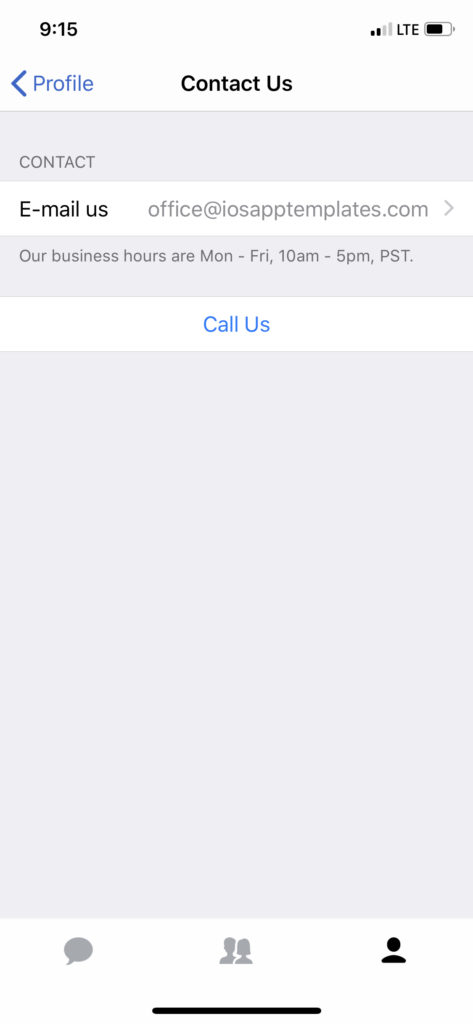 9:15 LTE
Profile Contact Us
CONTACT
E-mail us office@iosapptemplates.com
Our business hours are Mon - Fri, 10am - 5pm, PST.
Call Us